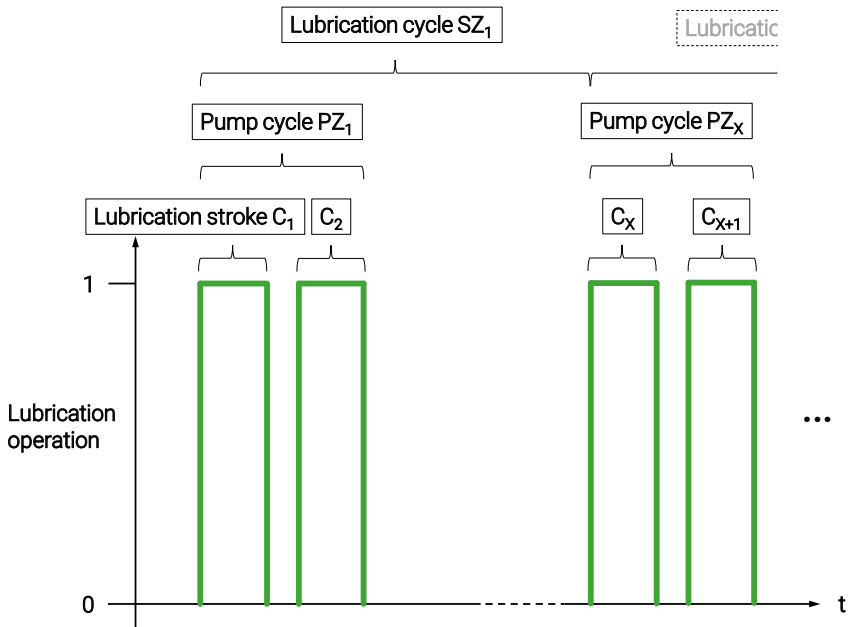 Lubrication cycle SZ₁
Lubricatio
Pump cycle PZ₁
Pump cycle PZₓ
Lubrication stroke C₁
C₂
Cₓ
Cₓ₊₁
1
Lubrication
operation
...
0
t